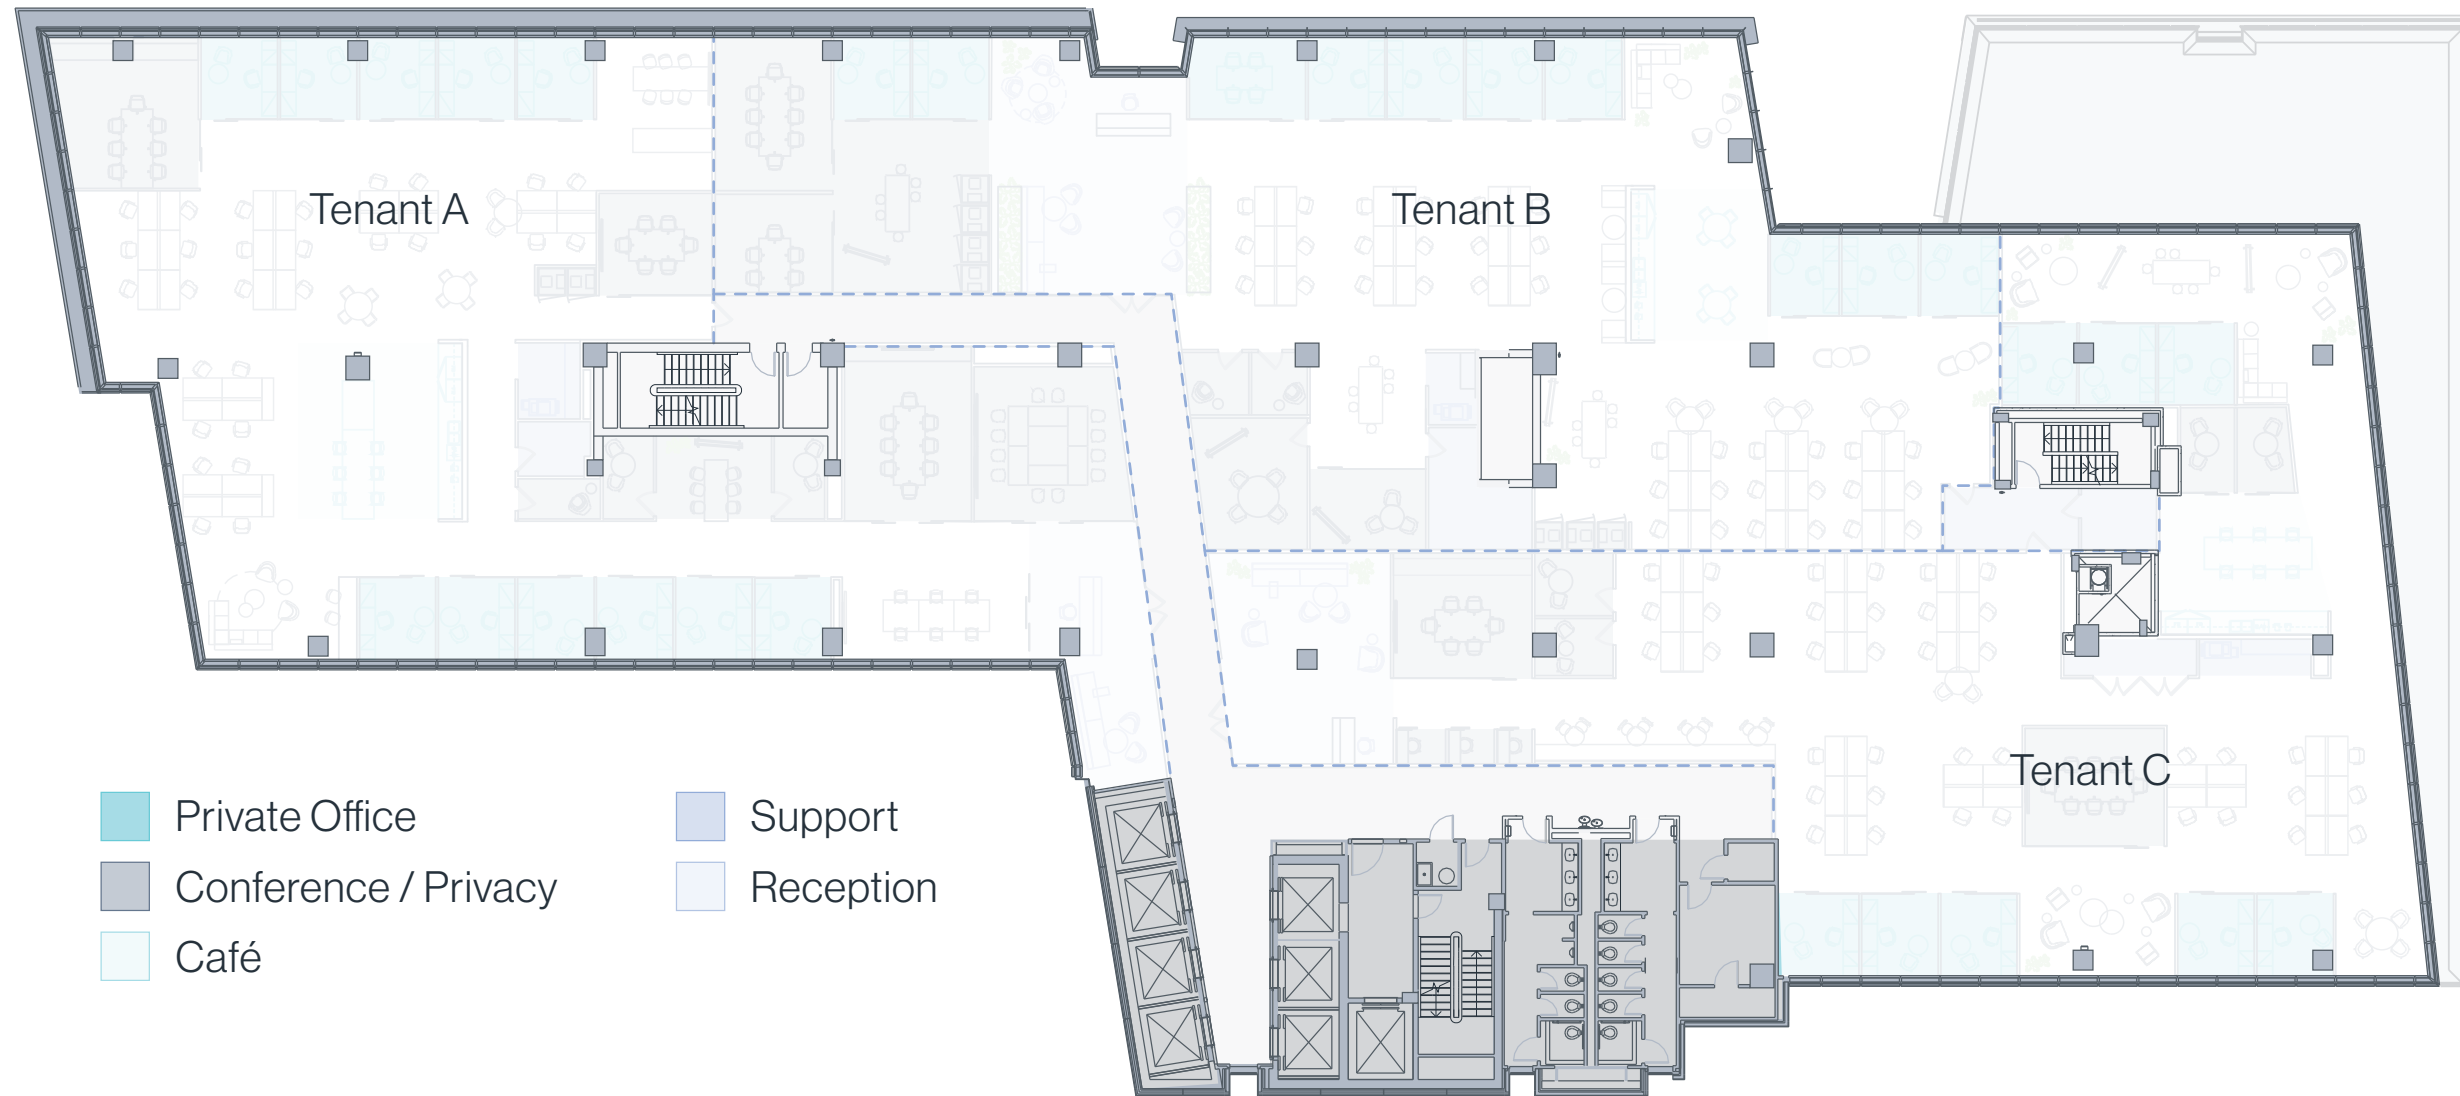 Tenant A
Tenant B
Tenant C
Private Office
Conference / Privacy
Café
Support
Reception